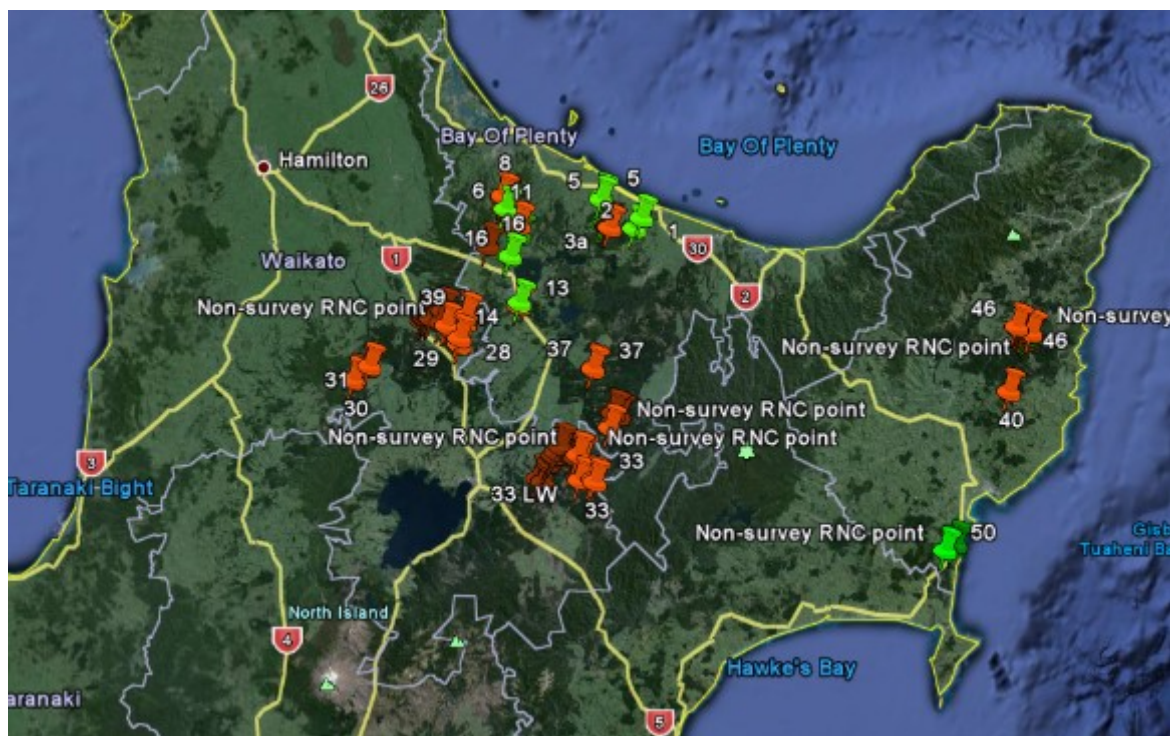 26
Bay Of Plenty
Hamilton
8
Bay Of Plenty
6
11
5
5
2
16
16
3a
1
30
Waikato
1
13
2
Non-survey RNC point
39
14
46
Non-survey
29
28
37
37
Non-survey RNC point
46
31
30
40
Non-survey RNC point
Non-survey RNC point
Non-survey RNC point
3
33
Taranaki Bight
33 LW
33
Non-survey RNC point
50
Gisb
Tuaheni Ba
North Island
4
Hawke's Bay
aranaki
5